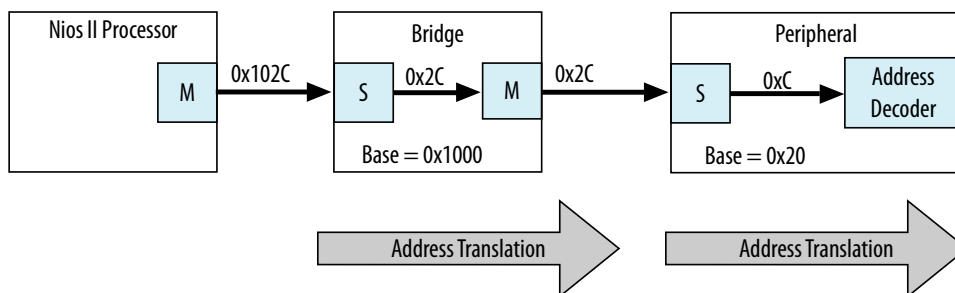 Nios II Processor
M
0x102C
Bridge
S
0x2C
M
Base = 0x1000
0x2C
Peripheral
S
0xC
Address
Decoder
Base = 0x20
Address Translation
Address Translation